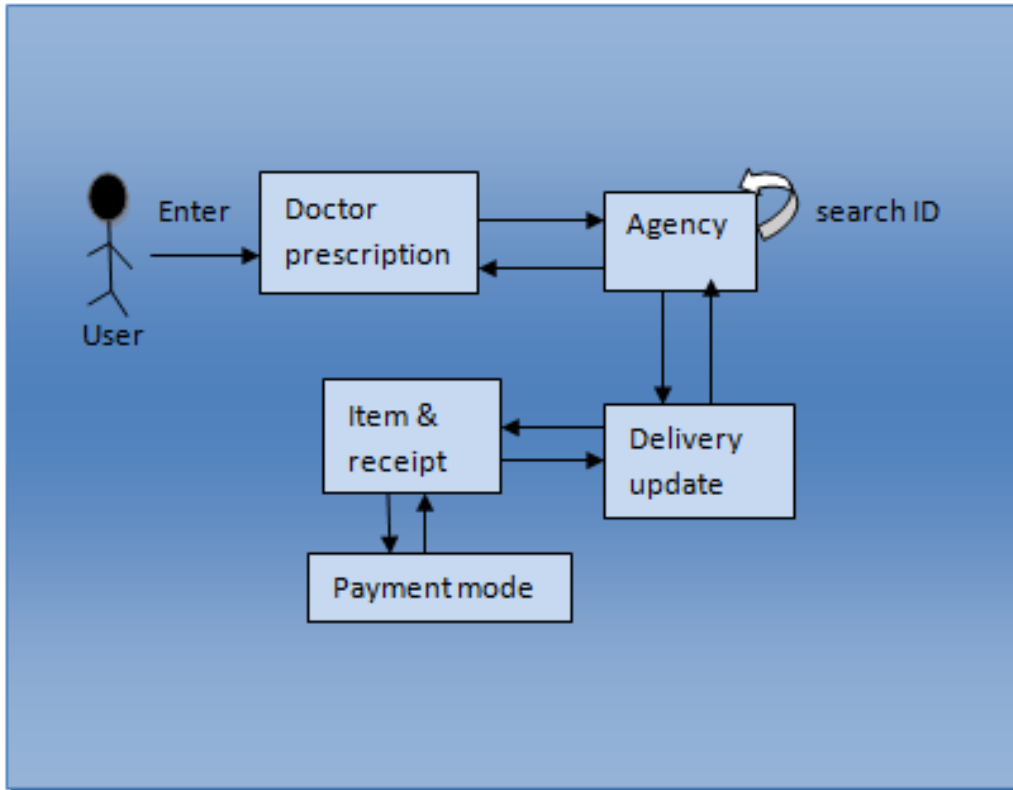 Enter
Doctor
prescription
Agency
search ID
User
Item &
receipt
Delivery
update
Payment mode